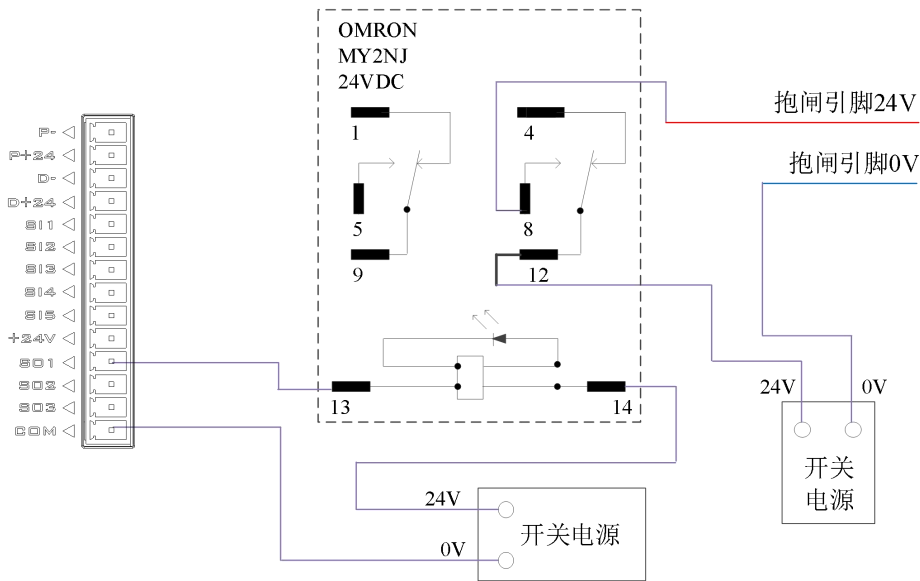 OMRON
MY2NJ
24VDC
1
4
5
8
9
12
13
14
P-
P+24
D-
D+24
SI1
SI2
SI3
SI4
SI5
+24V
SO1
SO2
SO3
COM
抱闸引脚24V
抱闸引脚0V
24V
0V
开关
电源
24V
0V
开关电源